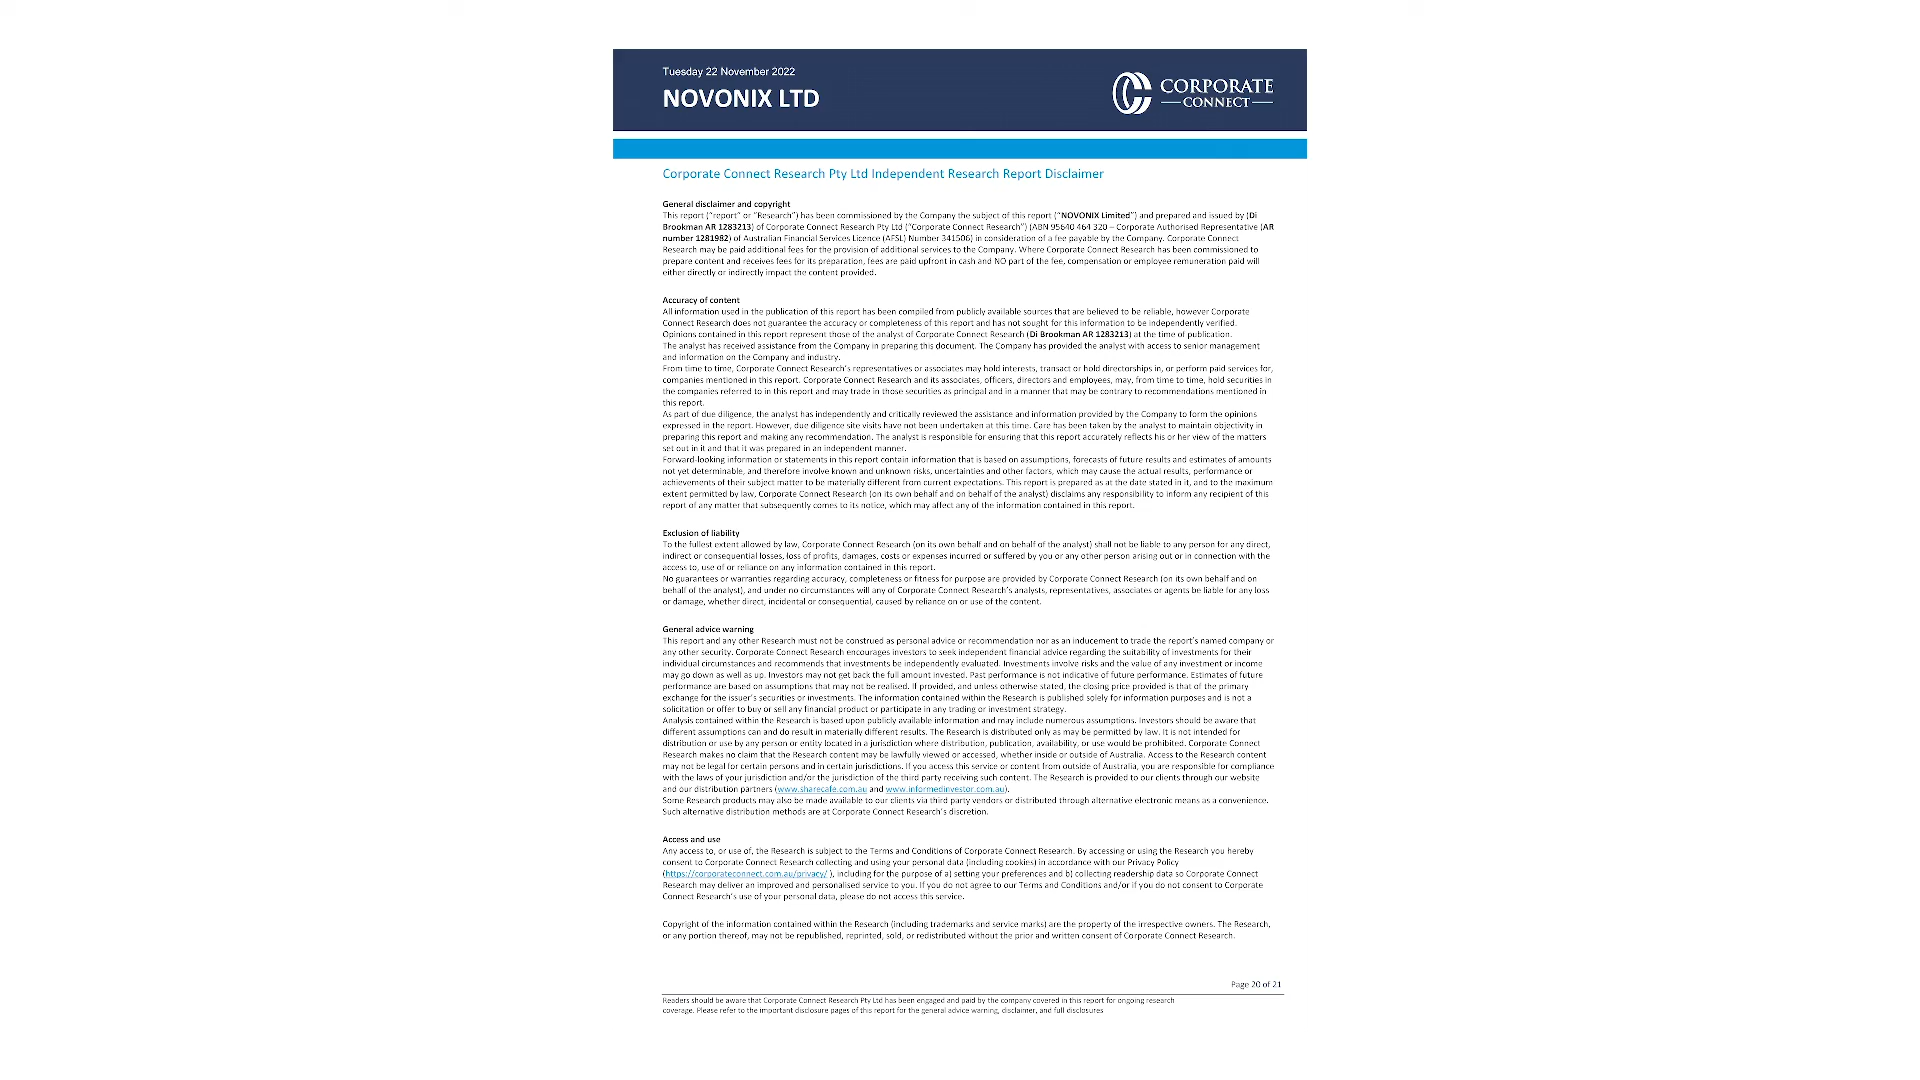 Tuesday 22 November 2022
NOVONIX LTD
CORPORATE
CONNECT
Corporate Connect Research Pty Ltd Independent Research Report Disclaimer
General disclaimer and copyright
This report ("report" or "Research") has been commissioned by the Company the subject of this report ("NOVONIX Limited") and prepared and issued by (Di
Brookman AR 1283213) of Corporate Connect Research Pty Ltd ("Corporate Connect Research") (ABN 95640 464 320 – Corporate Authorised Representative (AR
number 1281982) of Australian Financial Services Licence (AFSL) Number 341506) in consideration of a fee payable by the Company. Corporate Connect
Research may be paid additional fees for the provision of additional services to the Company. Where Corporate Connect Research has been commissioned to
prepare content and receives fees for its preparation, fees are paid upfront in cash and NO part of the fee, compensation or employee remuneration paid will
either directly or indirectly impact the content provided.
Accuracy of content
All information used in the publication of this report has been compiled from publicly available sources that are believed to be reliable, however Corporate
Connect Research does not guarantee the accuracy or completeness of this report and has not sought for this information to be independently verified.
Opinions contained in this report represent those of the analyst of Corporate Connect Research (Di Brookman AR 1283213) at the time of publication.
The analyst has received assistance from the Company in preparing this document. The Company has provided the analyst with access to senior management
and information on the Company and industry.
From time to time, Corporate Connect Research's representatives or associates may hold interests, transact or hold directorships in, or perform paid services for,
companies mentioned in this report. Corporate Connect Research and its associates, officers, directors and employees, may, from time to time, hold securities in
the companies referred to in this report and may trade in those securities as principal and in a manner that may be contrary to recommendations mentioned in
this report.
As part of due diligence, the analyst has independently and critically reviewed the assistance and information provided by the Company to form the opinions
expressed in the report. However, due diligence site visits have not been undertaken at this time. Care has been taken by the analyst to maintain objectivity in
preparing this report and making any recommendation. The analyst is responsible for ensuring that this report accurately reflects his or her view of the matters
set out in it and that it was prepared in an independent manner.
Forward-looking information or statements in this report contain information that is based on assumptions, forecasts of future results and estimates of amounts
not yet determinable, and therefore involve known and unknown risks, uncertainties and other factors, which may cause the actual results, performance or
achievements of their subject matter to be materially different from current expectations. This report is prepared as at the date stated in it, and to the maximum
extent permitted by law, Corporate Connect Research (on its own behalf and on behalf of the analyst) disclaims any responsibility to inform any recipient of this
report of any matter that subsequently comes to its notice, which may affect any of the information contained in this report.
Exclusion of liability
To the fullest extent allowed by law, Corporate Connect Research (on its own behalf and on behalf of the analyst) shall not be liable to any person for any direct,
indirect or consequential losses, loss of profits, damages, costs or expenses incurred or suffered by you or any other person arising out or in connection with the
access to, use of or reliance on any information contained in this report.
No guarantees or warranties regarding accuracy, completeness or fitness for purpose are provided by Corporate Connect Research (on its own behalf and on
behalf of the analyst), and under no circumstances will any of Corporate Connect Research's analysts, representatives, associates or agents be liable for any loss
or damage, whether direct, incidental or consequential, caused by reliance on or use of the content.
General advice warning
This report and any other Research must not be construed as personal advice or recommendation nor as an inducement to trade the report's named company or
any other security. Corporate Connect Research encourages investors to seek independent financial advice regarding the suitability of investments for their
individual circumstances and recommends that investments be independently evaluated. Investments involve risks and the value of any investment or income
may go down as well as up. Investors may not get back the full amount invested. Past performance is not indicative of future performance. Estimates of future
performance are based on assumptions that may not be realised. If provided, and unless otherwise stated, the closing price provided is that of the primary
exchange for the issuer's securities or investments. The information contained within the Research is published solely for information purposes and is not a
solicitation or offer to buy or sell any financial product or participate in any trading or investment strategy.
Analysis contained within the Research is based upon publicly available information and may include numerous assumptions. Investors should be aware that
different assumptions can and do result in materially different results. The Research is distributed only as may be permitted by law. It is not intended for
distribution or use by any person or entity located in a jurisdiction where distribution, publication, availability, or use would be prohibited. Corporate Connect
Research makes no claim that the Research content may be lawfully viewed or accessed, whether inside or outside of Australia. Access to the Research content
may not be legal for certain persons and in certain jurisdictions. If you access this service or content from outside of Australia, you are responsible for compliance
with the laws of your jurisdiction and/or the jurisdiction of the third party receiving such content. The Research is provided to our clients through our website
and our distribution partners (www.sharecafe.com.au and www.informedinvestor.com.au).
Some Research products may also be made available to our clients via third party vendors or distributed through alternative electronic means as a convenience.
Such alternative distribution methods are at Corporate Connect Research's discretion.
Access and use
Any access to, or use of, the Research is subject to the Terms and Conditions of Corporate Connect Research. By accessing or using the Research you hereby
consent to Corporate Connect Research collecting and using your personal data (including cookies) in accordance with our Privacy Policy
(https://corporateconnect.com.au/privacy/ ), including for the purpose of a) setting your preferences and b) collecting readership data so Corporate Connect
Research may deliver an improved and personalised service to you. If you do not agree to our Terms and Conditions and/or if you do not consent to Corporate
Connect Research's use of your personal data, please do not access this service.
Copyright of the information contained within the Research (including trademarks and service marks) are the property of the irrespective owners. The Research,
or any portion thereof, may not be republished, reprinted, sold, or redistributed without the prior and written consent of Corporate Connect Research.
Page 20 of 21
Readers should be aware that Corporate Connect Research Pty Ltd has been engaged and paid by the company covered in this report for ongoing research
coverage. Please refer to the important disclosure pages of this report for the general advice warning, disclaimer, and full disclosures